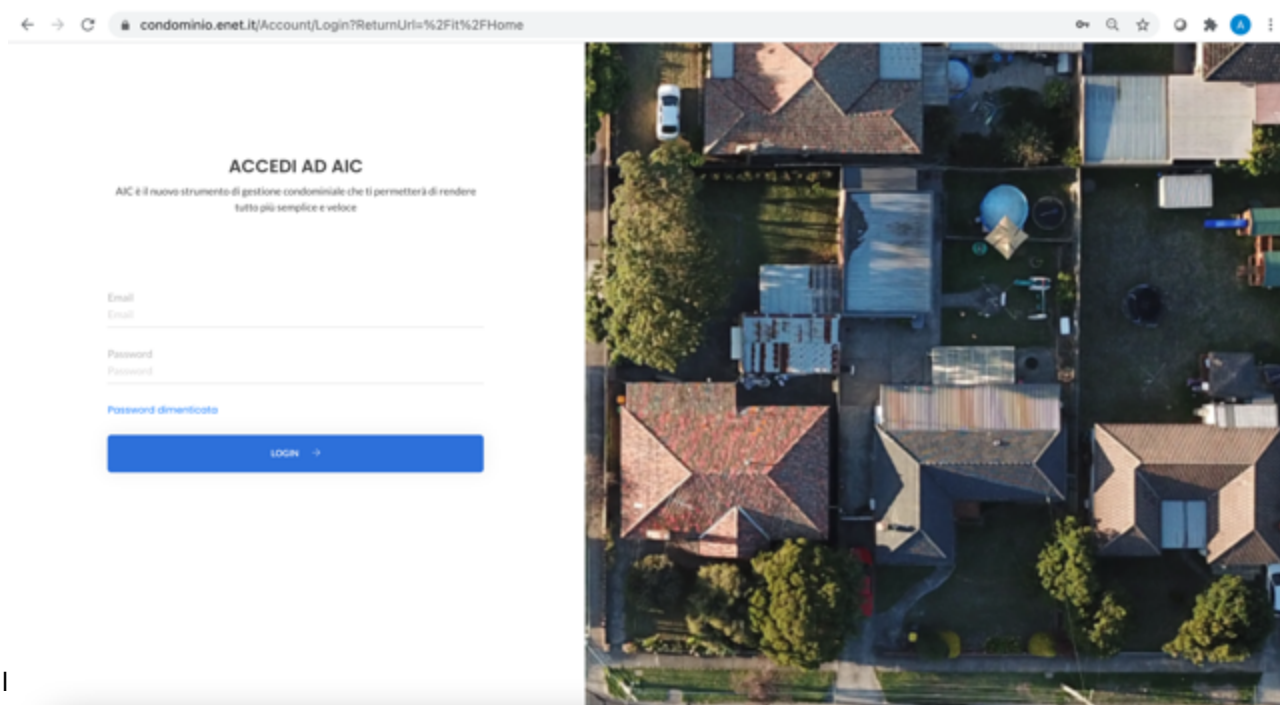 condominio.enet.it/Account/Login?ReturnUrl=%2Fit%2FHome
A
ACCEDI AD AIC
AIC è il nuovo strumento di gestione condominiale che ti permetterà di rendere
tutto più semplice e veloce
Email
Email
Password
Password
Password dimenticata
LOGIN
l